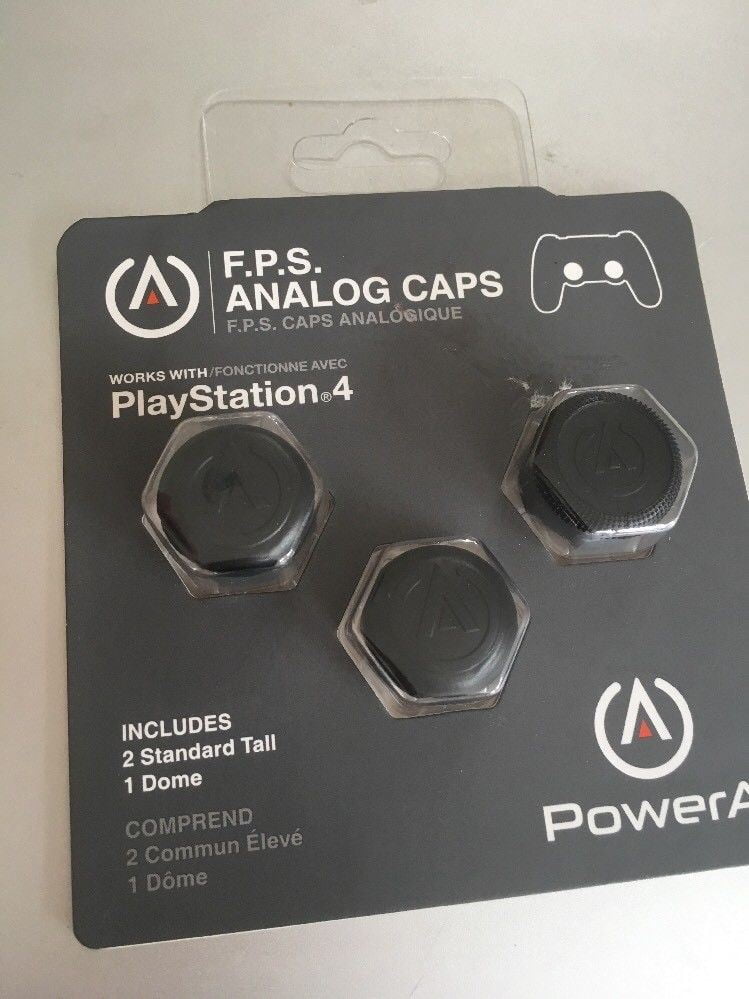 F.P.S.
ANALOG CAPS
F.P.S. CAPS ANALOGIQUE
WORKS WITH/FONCTIONNE AVEC
PlayStation®4
INCLUDES
2 Standard Tall
1 Dome
COMPREND
2 Commun Élevé
1 Dôme
PowerA